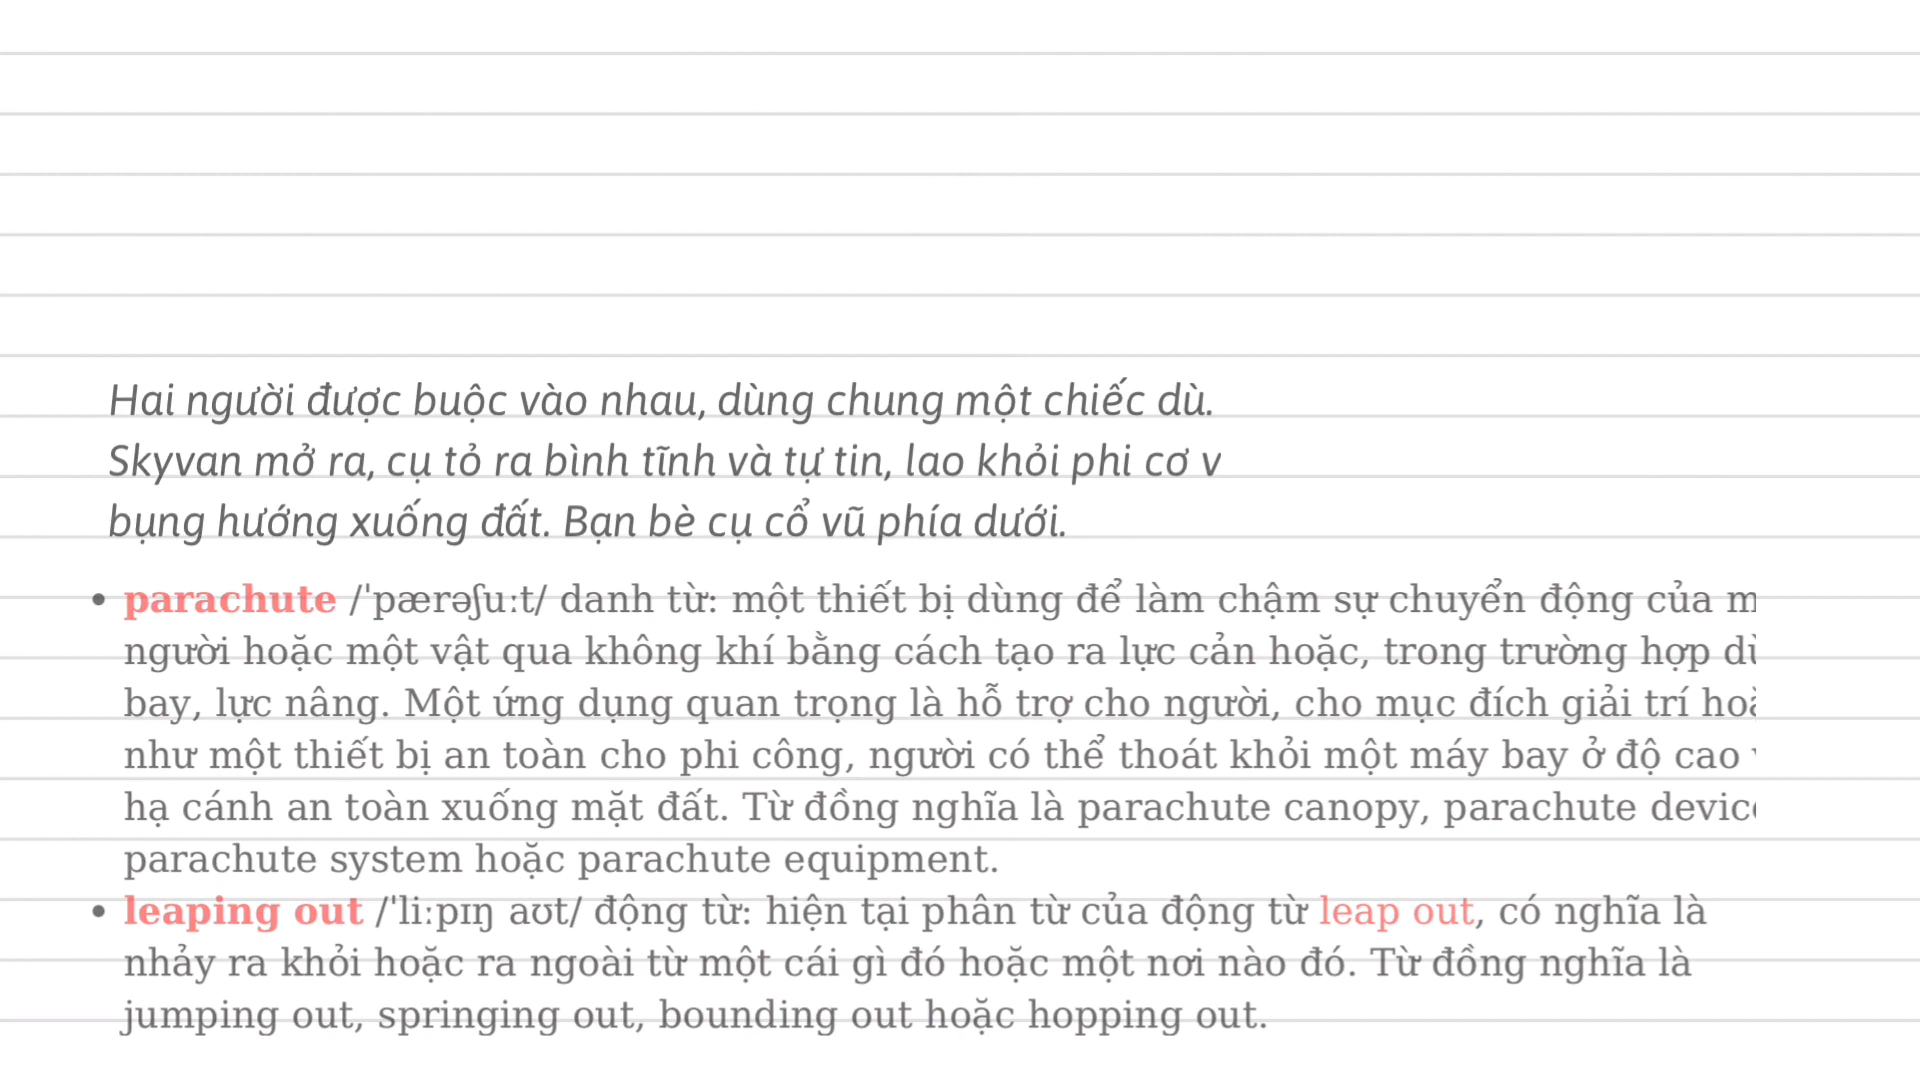 Hai người được buộc vào nhau, dùng chung một chiếc dù.
Skyvan mở ra, cụ tỏ ra bình tĩnh và tự tin, lao khỏi phi cơ v
bụng hướng xuống đất. Bạn bè cụ cổ vũ phía dưới.
• parachute /ˈpærəʃuːt/ danh từ: một thiết bị dùng để làm chậm sự chuyển động của
người hoặc một vật qua không khí bằng cách tạo ra lực cản hoặc, trong trường hợp
bay, lực nâng. Một ứng dụng quan trọng là hỗ trợ cho người, cho mục đích giải trí
như một thiết bị an toàn cho phi công, người có thể thoát khỏi một máy bay ở độ cao
hạ cánh an toàn xuống mặt đất. Từ đồng nghĩa là parachute canopy, parachute
parachute system hoặc parachute equipment.
• leaping out /ˈliːpɪŋ aʊt/ động từ: hiện tại phân từ của động từ leap out, có nghĩa là
nhảy ra khỏi hoặc ra ngoài từ một cái gì đó hoặc một nơi nào đó. Từ đồng nghĩa là
jumping out, springing out, bounding out hoặc hopping out.